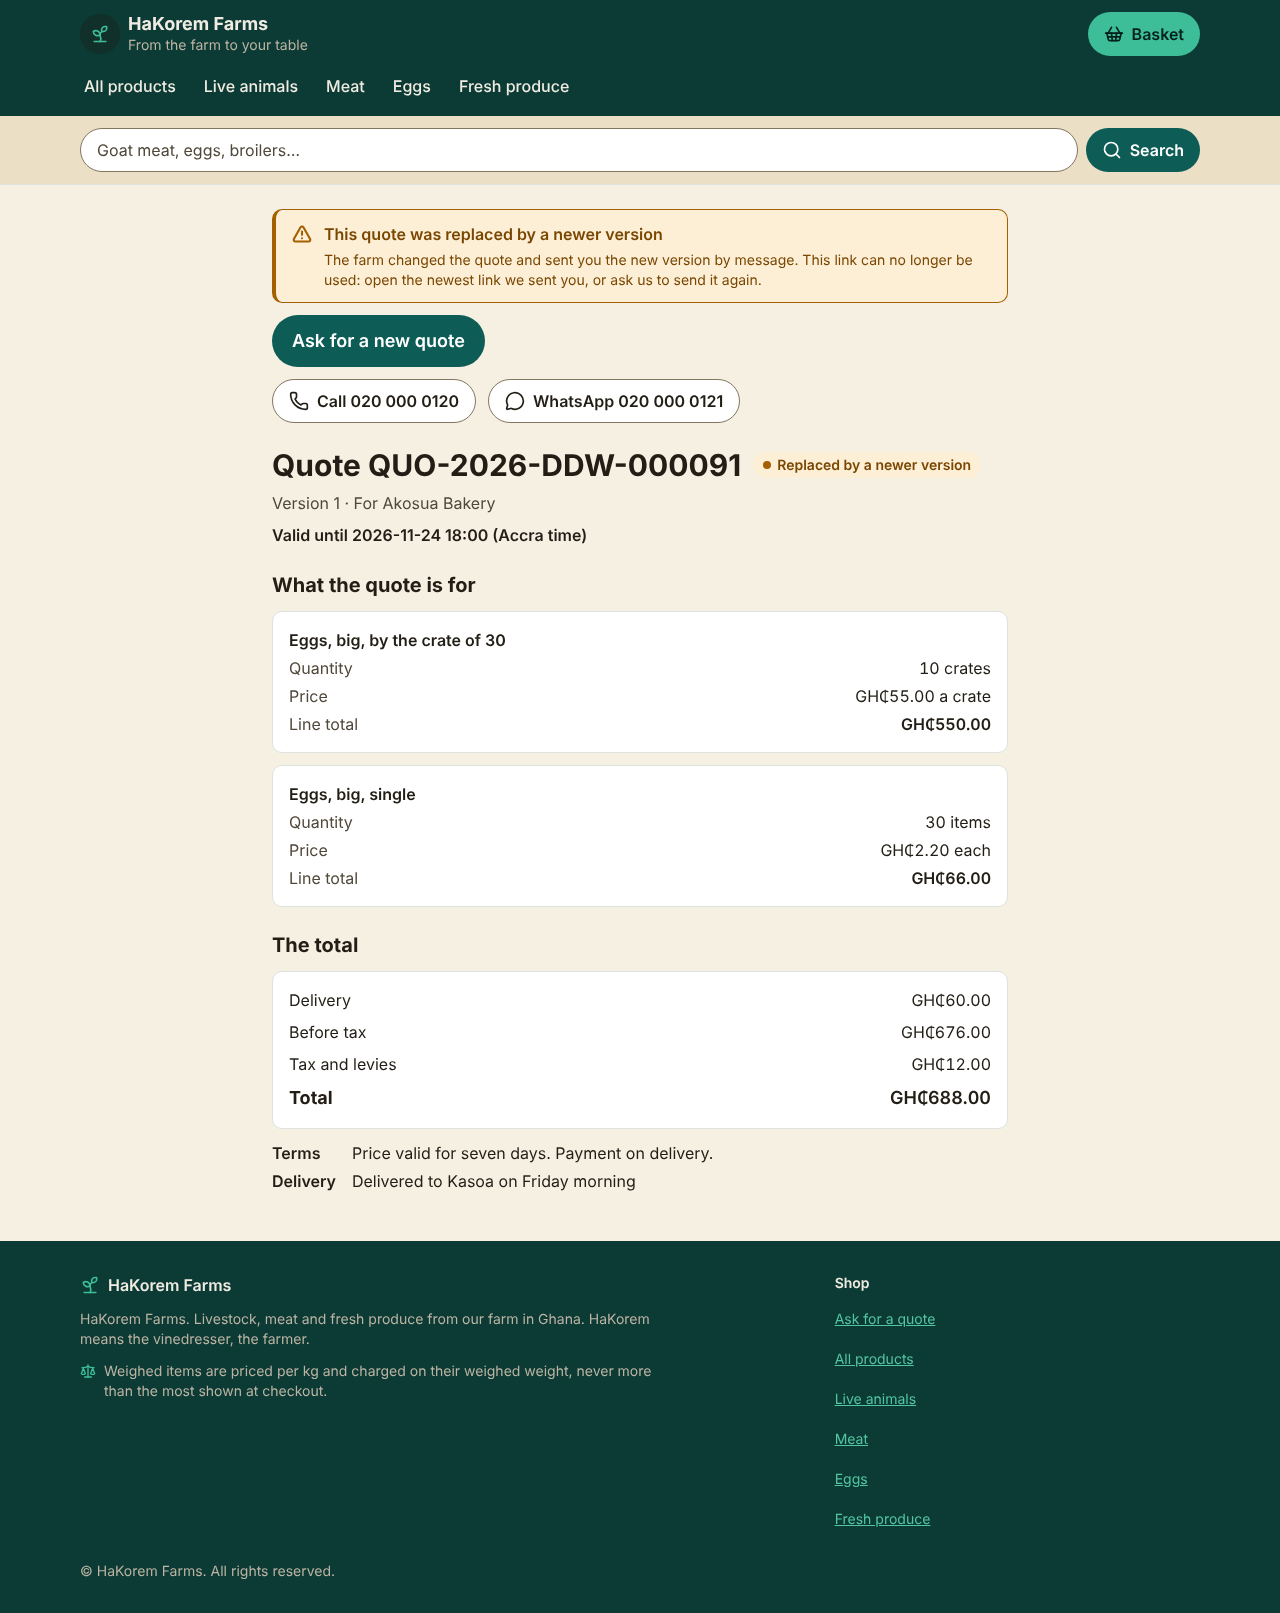 HaKorem Farms
From the farm to your table
Basket
All products
Live animals
Meat
Eggs
Fresh produce
Goat meat, eggs, broilers...
Search
This quote was replaced by a newer version
The farm changed the quote and sent you the new version by message. This link can no longer be
used: open the newest link we sent you, or ask us to send it again.
Ask for a new quote
Call 020 000 0120
WhatsApp 020 000 0121
Quote QUO-2026-DDW-000091
Replaced by a newer version
Version 1 · For Akosua Bakery
Valid until 2026-11-24 18:00 (Accra time)
What the quote is for
Eggs, big, by the crate of 30
Quantity 10 crates
Price GH₵55.00 a crate
Line total GH₵550.00
Eggs, big, single
Quantity 30 items
Price GH₵2.20 each
Line total GH₵66.00
The total
Delivery GH₵60.00
Before tax GH₵676.00
Tax and levies GH₵12.00
Total GH₵688.00
Terms Price valid for seven days. Payment on delivery.
Delivery Delivered to Kasoa on Friday morning
HaKorem Farms
HaKorem Farms. Livestock, meat and fresh produce from our farm in Ghana. HaKorem
means the vinedresser, the farmer.
Weighed items are priced per kg and charged on their weighed weight, never more
than the most shown at checkout.
Shop
Ask for a quote
All products
Live animals
Meat
Eggs
Fresh produce
© HaKorem Farms. All rights reserved.